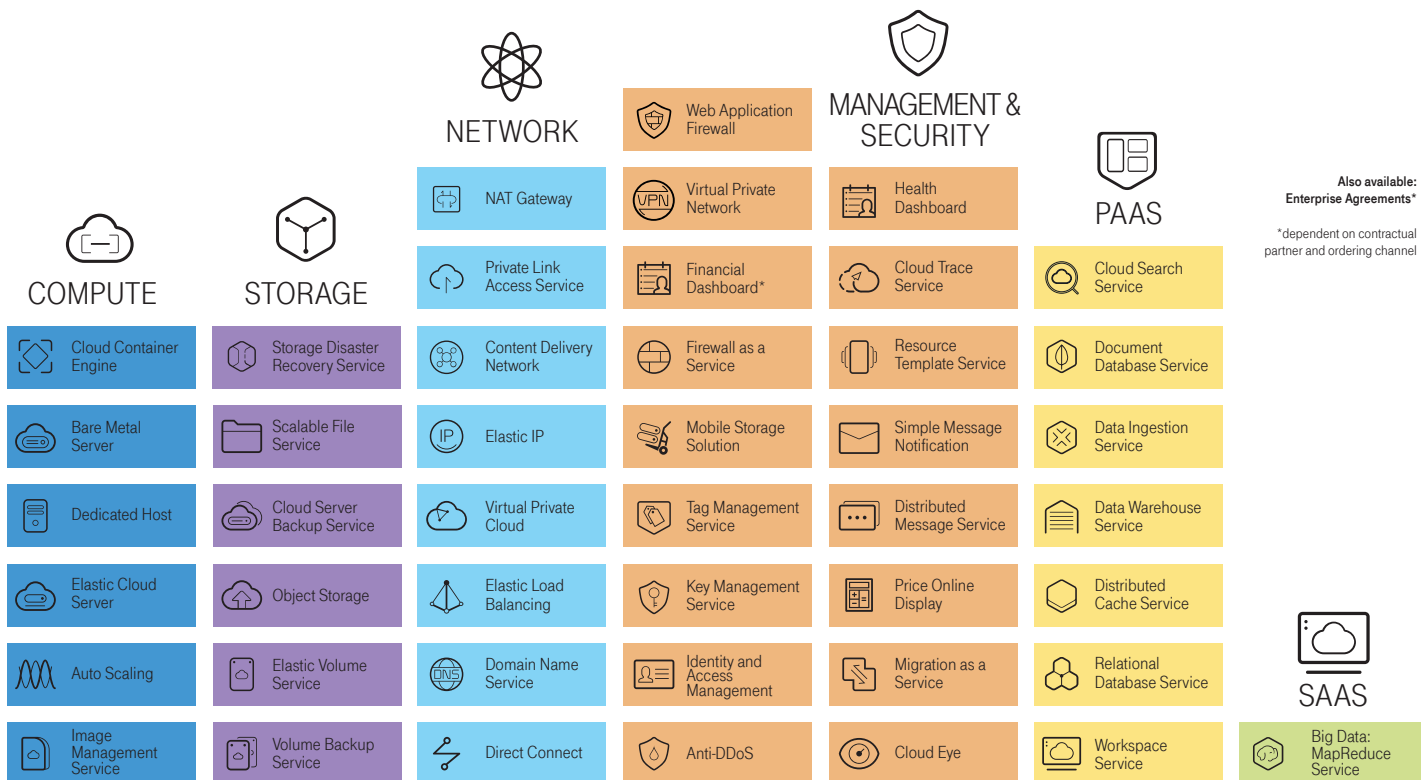 COMPUTE
Cloud Container
Engine
Bare Metal
Server
Dedicated Host
Elastic Cloud
Server
Auto Scaling
Image
Management
Service
STORAGE
Storage Disaster
Recovery Service
Scalable File
Service
Cloud Server
Backup Service
Object Storage
Elastic Volume
Service
Volume Backup
Service
NETWORK
NAT Gateway
Private Link
Access Service
Content Delivery
Network
IP
Elastic IP
Virtual Private
Cloud
Elastic Load
Balancing
DNS
Domain Name
Service
Direct Connect
MANAGEMENT &
SECURITY
Web Application
Firewall
VPN
Virtual Private
Network
Financial
Dashboard*
Firewall as a
Service
Mobile Storage
Solution
Tag Management
Service
Key Management
Service
Identity and
Access
Management
Anti-DDoS
Health
Dashboard
Cloud Trace
Service
Resource
Template Service
Simple Message
Notification
Distributed
Message Service
Price Online
Display
Migration as a
Service
Cloud Eye
PAAS
Cloud Search
Service
Document
Database Service
Data Ingestion
Service
Data Warehouse
Service
Distributed
Cache Service
Relational
Database Service
Workspace
Service
Also available:
Enterprise Agreements*
*dependent on contractual
partner and ordering channel
SAAS
Big Data:
MapReduce
Service